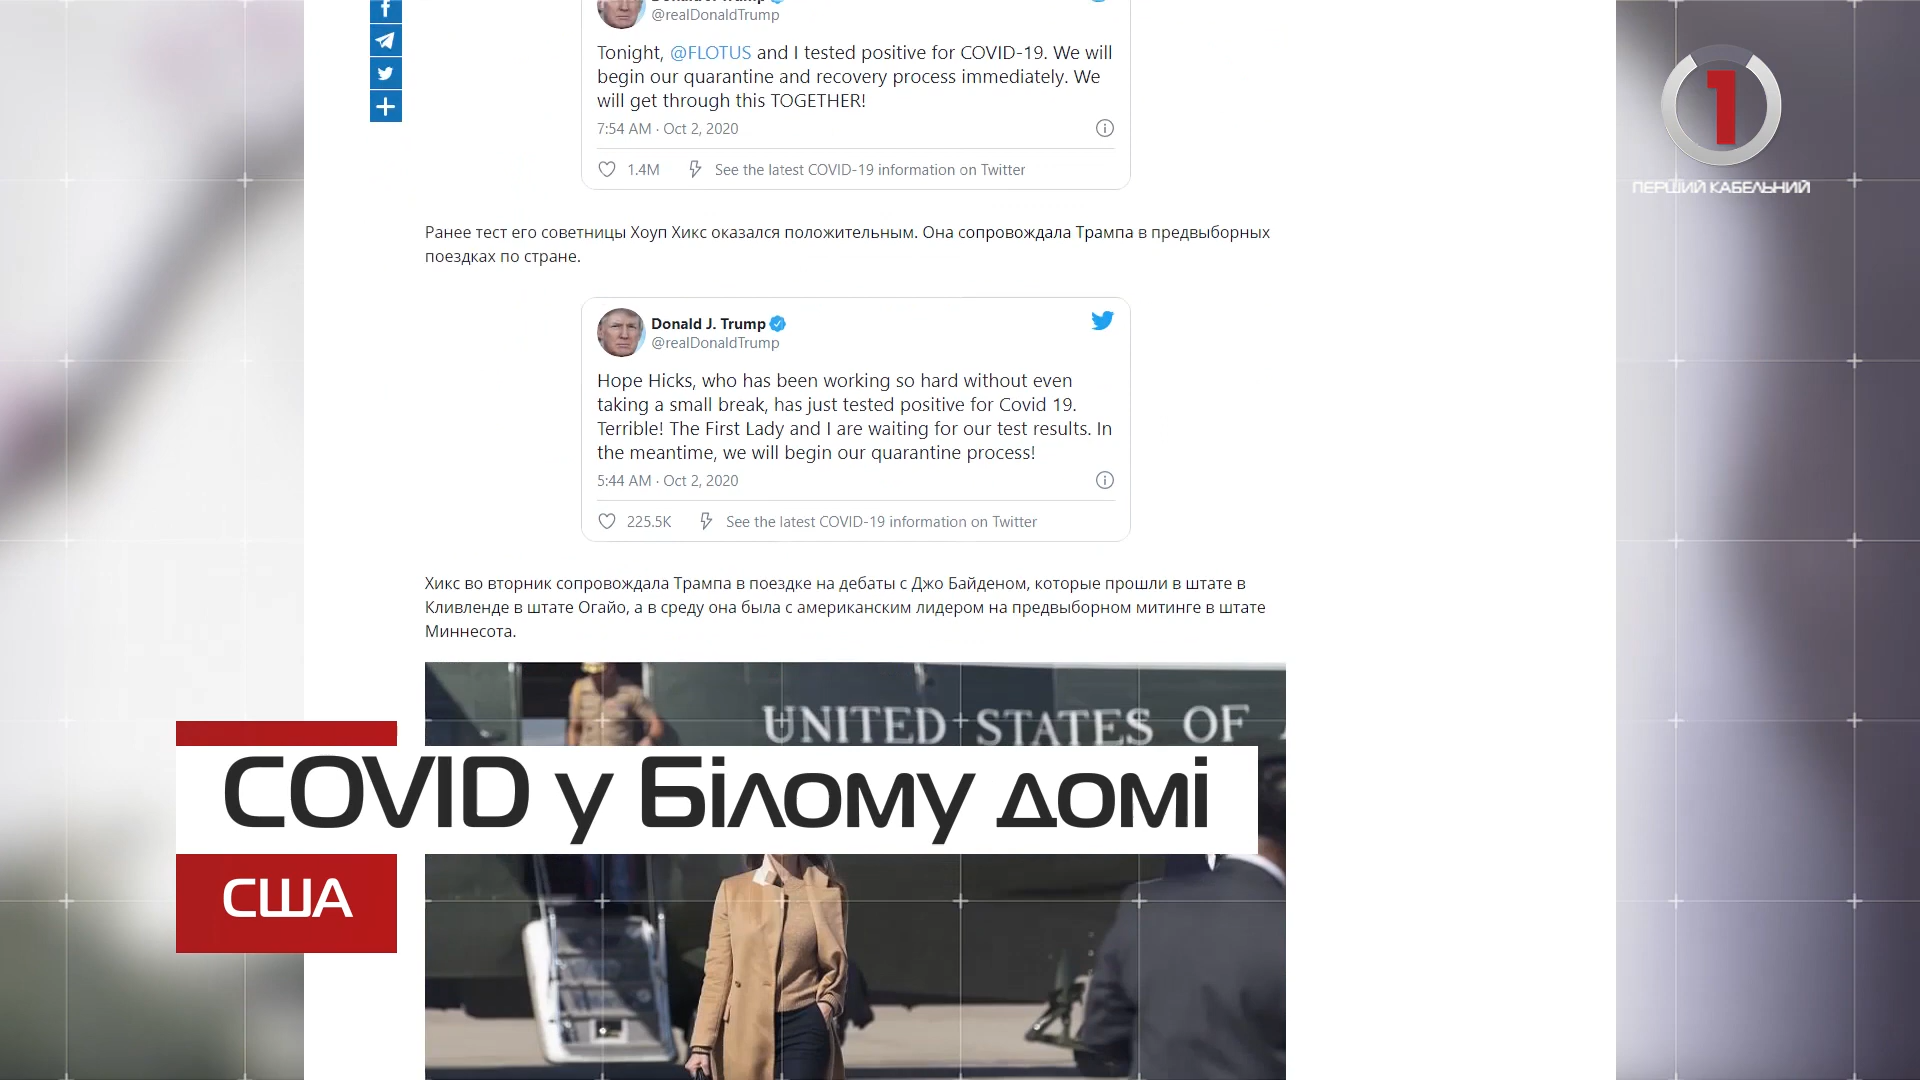 @realDonaldTrump
Tonight, @FLOTUS and I tested positive for COVID-19. We will
begin our quarantine and recovery process immediately. We
will get through this TOGETHER!
7:54 AM · Oct 2, 2020
1.4M See the latest COVID-19 information on Twitter
1
ПЕРШИЙ КАБЕЛЬНИЙ
Ранее тест его советницы Хоуп Хикс оказался положительным. Она сопровождала Трампа в предвыборных
поездках по стране.
Donald J. Trump
@realDonaldTrump
Hope Hicks, who has been working so hard without even
taking a small break, has just tested positive for Covid 19.
Terrible! The First Lady and I are waiting for our test results. In
the meantime, we will begin our quarantine process!
5:44 AM · Oct 2, 2020
225.5K See the latest COVID-19 information on Twitter
Хикс во вторник сопровождала Трампа в поездке на дебаты с Джо Байденом, которые прошли в штате в
Кливленде в штате Огайо, а в среду она была с американским лидером на предвыборном митинге в штате
Миннесота.
UNITED STATES OF
COVID у Білому домі
США